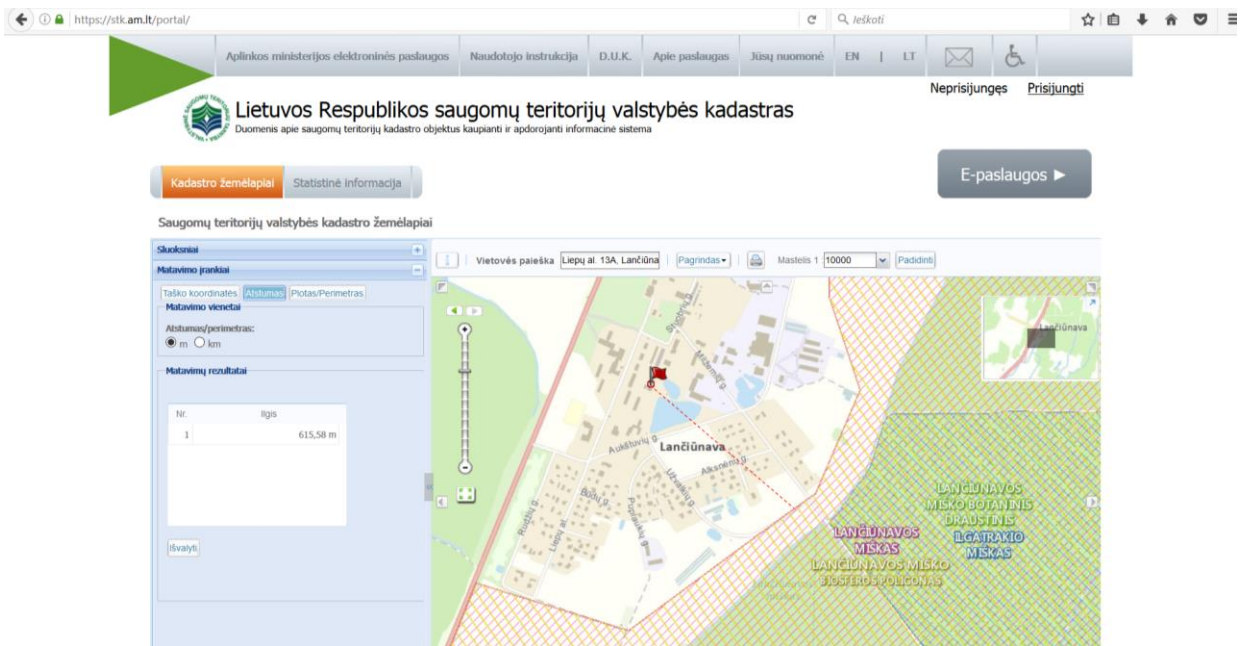 https://stk.am.lt/portal/
Ieškoti
Aplinkos ministerijos elektroninės paslaugos Naudotojo instrukcija D.U.K. Apie paslaugas Jūsų nuomonė EN | LT
Neprisijungęs Prisijungti
Lietuvos Respublikos saugomų teritorijų valstybės kadastras
Duomenis apie saugomų teritorijų kadastro objektus kaupianti ir apdorojanti informacinė sistema
Kadastro žemėlapiai Statistinė informacija
E-paslaugos ►
Saugomų teritorijų valstybės kadastro žemėlapiai
Sluoksniai
Matavimo įrankiai
Taško koordinatės Atstumas Plotas/Perimetras
Matavimo vienetai
Atstumas/perimetras:
m km
Matavimų rezultatai
Nr. Ilgis
1 615,58 m
Išvalyti
Vietovės paieška Liepų al. 13A, Lančiūna Pagrindas Mastelis 1 : 10000 Padidinti
Lančiūnava
Aukštuvių g.
Lančiūnava
Alksnėnų g.
Rudžių g.
Liepų al.
LANČIŪNAVOS
MIŠKO BOTANINIS
DRAUSTINIS
LANČIŪNAVOS
MIŠKAS
ILGATRAKIO
MIŠKAS
LANČIŪNAVOS MIŠKO
BIOSFEROS POLIGONAS